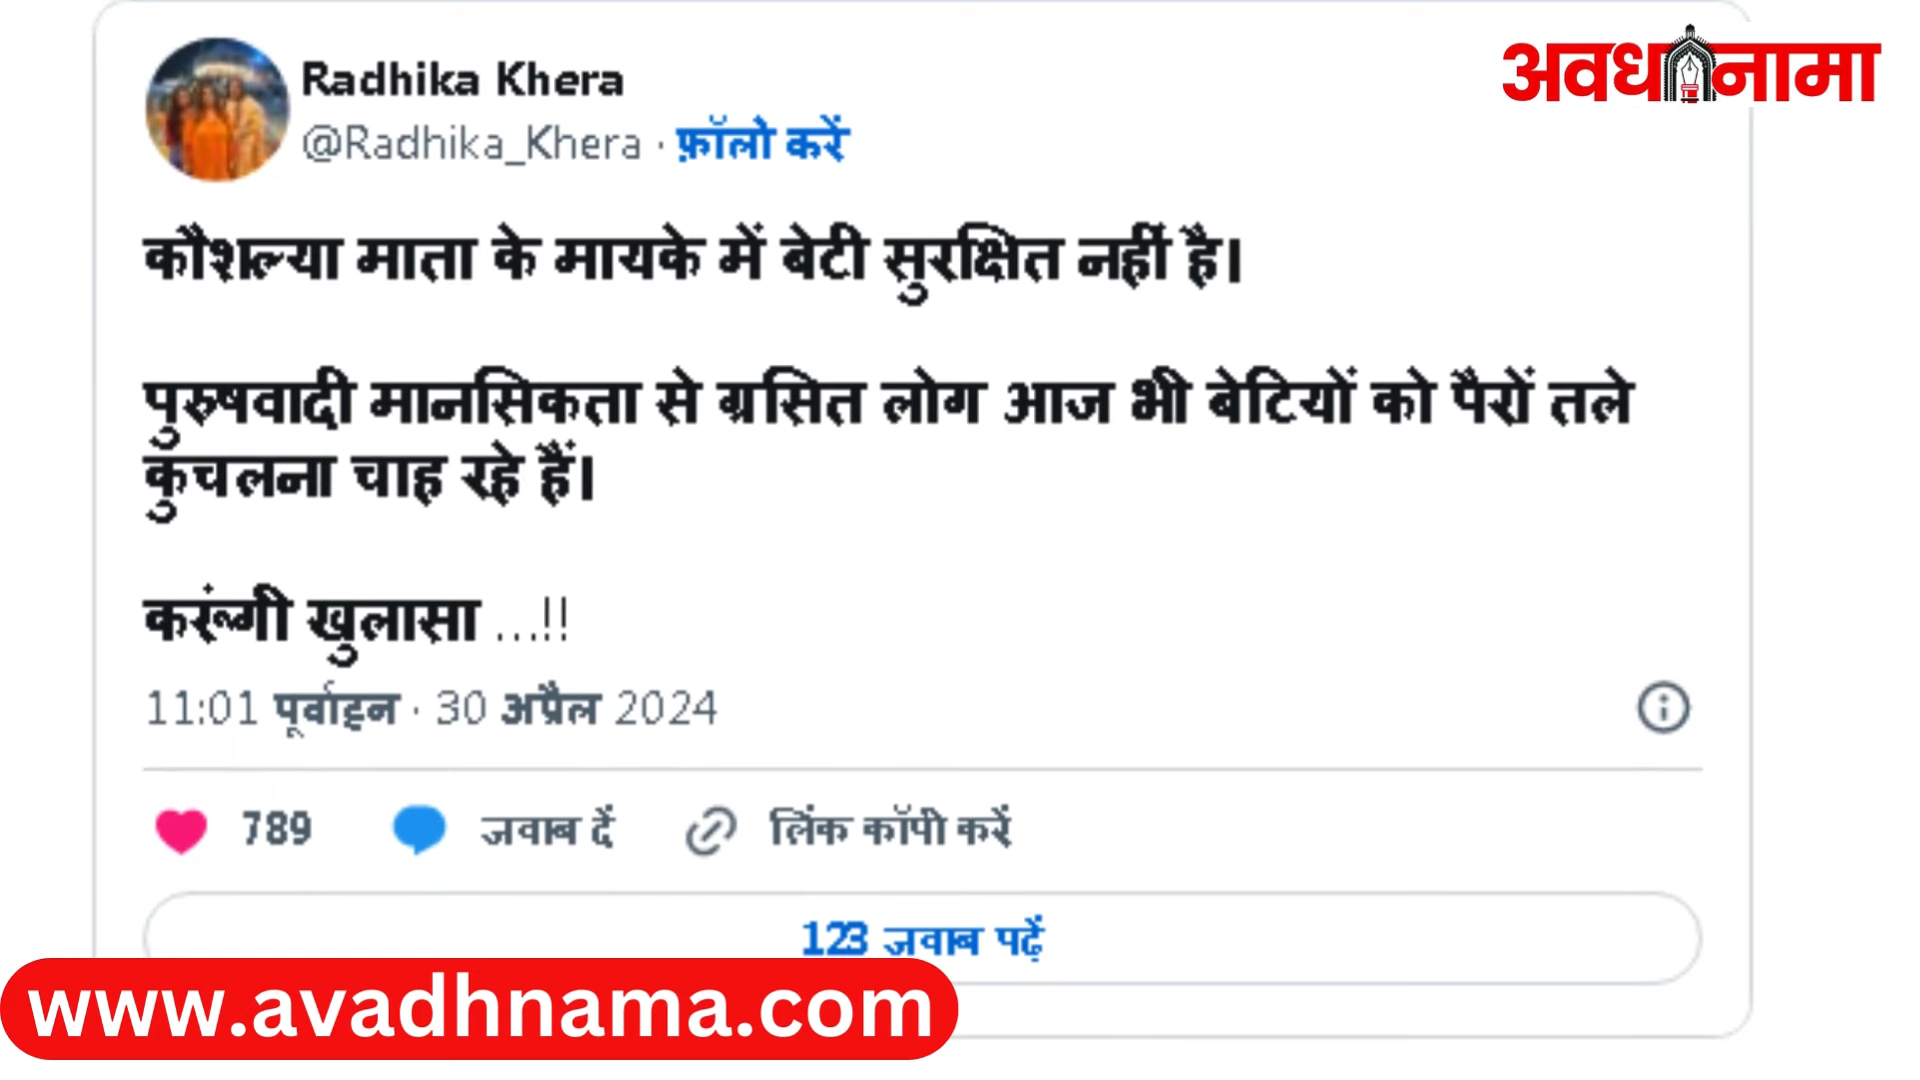 अवधनामा
Radhika Khera
@Radhika_Khera · फ़ॉलो करें
कौशल्या माता के मायके में बेटी सुरक्षित नहीं है।
पुरुषवादी मानसिकता से ग्रसित लोग आज भी बेटियों को पैरों तले
कुचलना चाह रहे हैं।
करूंगी खुलासा ...!!
11:01 पूर्वाह्न · 30 अप्रैल 2024
789 जवाब दें लिंक कॉपी करें
123 जवाब पढ़ें
www.avadhnama.com